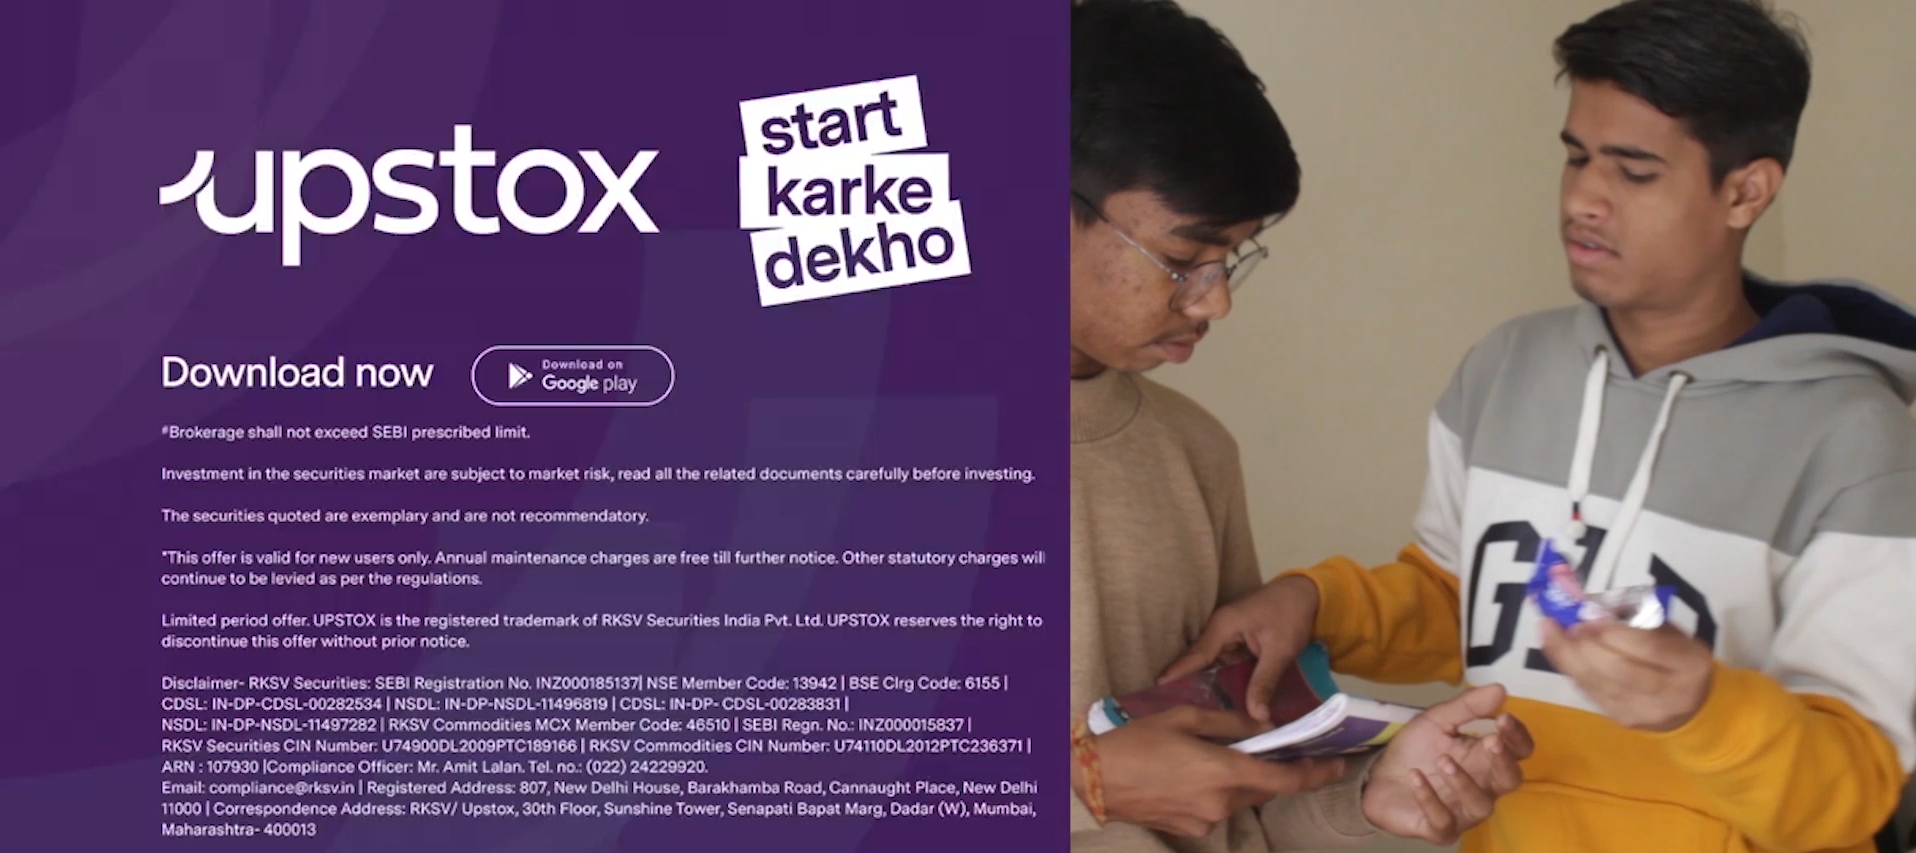 upstox
start
karke
dekho
Download now
Download on
Google play
#Brokerage shall not exceed SEBI prescribed limit.
Investment in the securities market are subject to market risk, read all the related documents carefully before investing.
The securities quoted are exemplary and are not recommendatory.
*This offer is valid for new users only. Annual maintenance charges are free till further notice. Other statutory charges will
continue to be levied as per the regulations.
Limited period offer. UPSTOX is the registered trademark of RKSV Securities India Pvt. Ltd. UPSTOX reserves the right to
discontinue this offer without prior notice.
Disclaimer- RKSV Securities: SEBI Registration No. INZ000185137| NSE Member Code: 13942 | BSE Clrg Code: 6155 |
CDSL: IN-DP-CDSL-00282534 | NSDL: IN-DP-NSDL-11496819 | CDSL: IN-DP- CDSL-00283831 |
NSDL: IN-DP-NSDL-11497282 | RKSV Commodities MCX Member Code: 46510 | SEBI Regn. No.: INZ000015837 |
RKSV Securities CIN Number: U74900DL2009PTC189166 | RKSV Commodities CIN Number: U74110DL2012PTC236371 |
ARN : 107930 |Compliance Officer: Mr. Amit Lalan. Tel. no.: (022) 24229920.
Email: compliance@rksv.in | Registered Address: 807, New Delhi House, Barakhamba Road, Cannaught Place, New Delhi
11000 | Correspondence Address: RKSV/ Upstox, 30th Floor, Sunshine Tower, Senapati Bapat Marg, Dadar (W), Mumbai,
Maharashtra- 400013